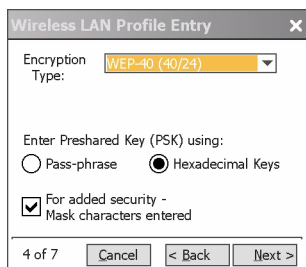 Wireless LAN Profile Entry X
Encryption Type:
WEP-40 (40/24)
Enter Preshared Key (PSK) using:
Pass-phrase Hexadecimal Keys
For added security -
Mask characters entered
4 of 7 Cancel < Back Next >